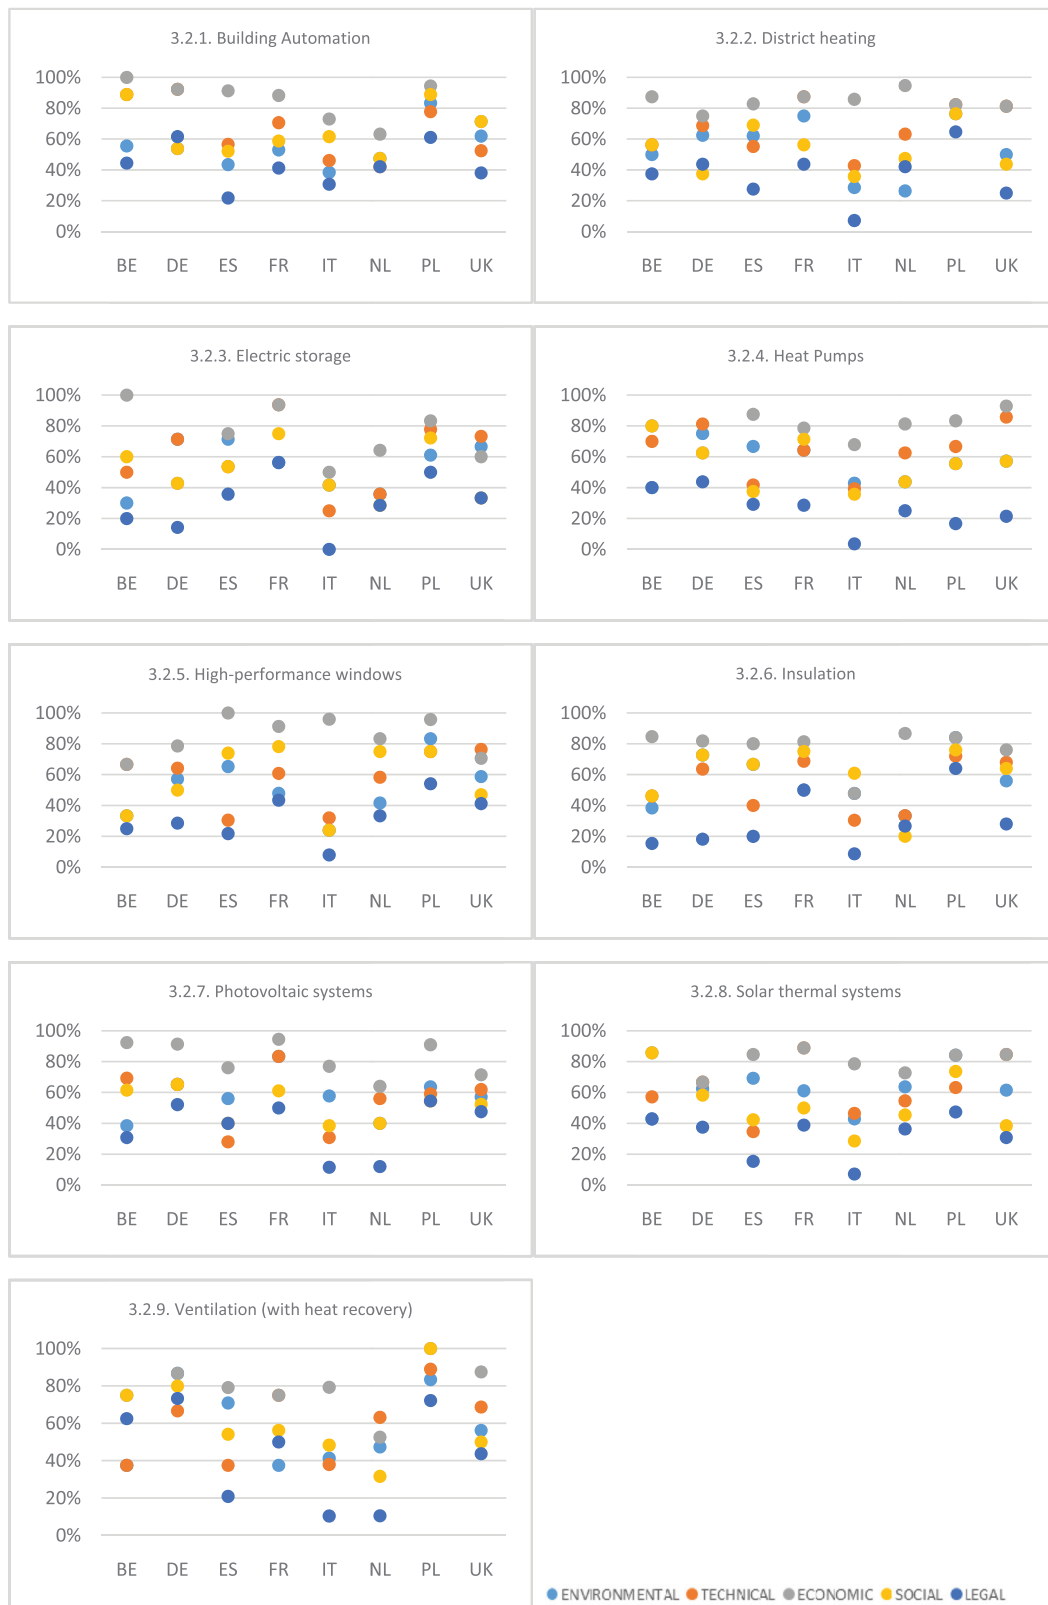 3.2.1. Building Automation
100%
80%
60%
40%
20%
0%
BE DE ES FR IT NL PL UK
3.2.2. District heating
100%
80%
60%
40%
20%
0%
BE DE ES FR IT NL PL UK
3.2.3. Electric storage
100%
80%
60%
40%
20%
0%
BE DE ES FR IT NL PL UK
3.2.4. Heat Pumps
100%
80%
60%
40%
20%
0%
BE DE ES FR IT NL PL UK
3.2.5. High-performance windows
100%
80%
60%
40%
20%
0%
BE DE ES FR IT NL PL UK
3.2.6. Insulation
100%
80%
60%
40%
20%
0%
BE DE ES FR IT NL PL UK
3.2.7. Photovoltaic systems
100%
80%
60%
40%
20%
0%
BE DE ES FR IT NL PL UK
3.2.8. Solar thermal systems
100%
80%
60%
40%
20%
0%
BE DE ES FR IT NL PL UK
3.2.9. Ventilation (with heat recovery)
100%
80%
60%
40%
20%
0%
BE DE ES FR IT NL PL UK
ENVIRONMENTAL TECHNICAL ECONOMIC SOCIAL LEGAL